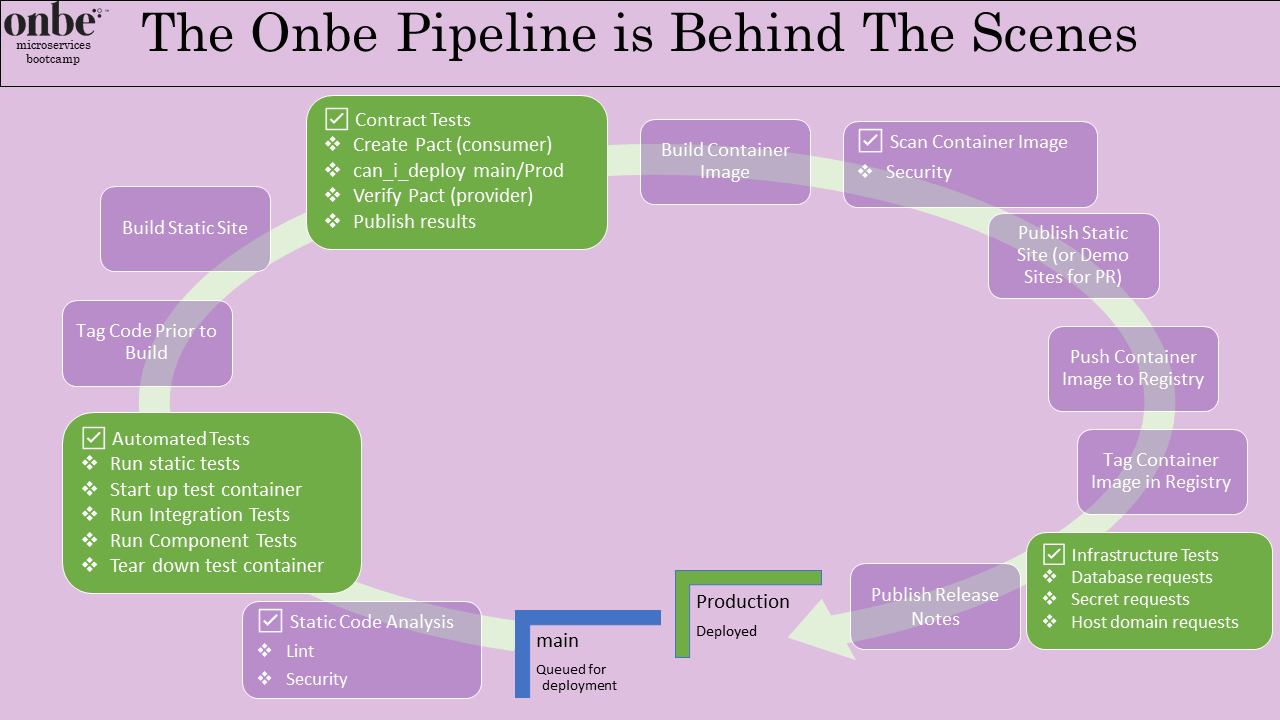 onbe
microservices
bootcamp
The Onbe Pipeline is Behind The Scenes
Contract Tests
Create Pact (consumer)
can_i_deploy main/Prod
Verify Pact (provider)
Publish results
Build Container
Image
Scan Container Image
Security
Build Static Site
Publish Static
Site (or Demo
Sites for PR)
Tag Code Prior to
Build
Push Container
Image to Registry
Automated Tests
Run static tests
Start up test container
Run Integration Tests
Run Component Tests
Tear down test container
Tag Container
Image in Registry
Infrastructure Tests
Database requests
Secret requests
Host domain requests
Publish Release
Notes
Production
Deployed
main
Queued for
deployment
Static Code Analysis
Lint
Security